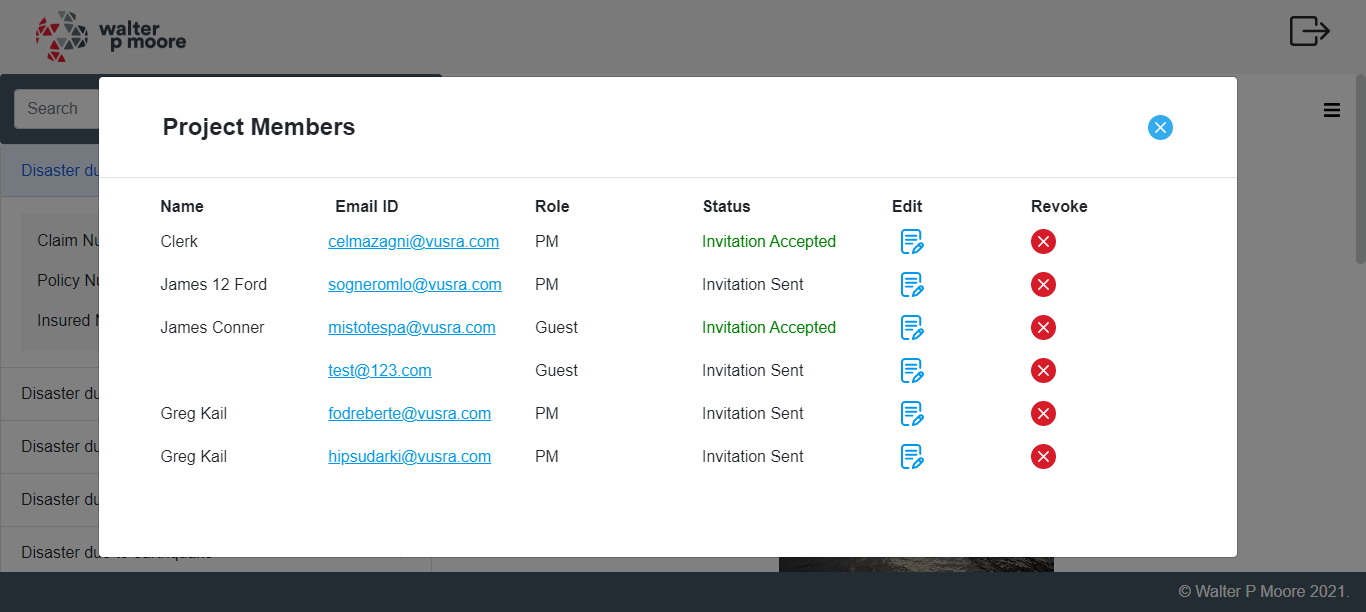 walter
p moore
Search
Project Members
Disaster du
Name Email ID Role Status Edit Revoke
Claim Nu
Clerk celmazagni@vusra.com PM Invitation Accepted
Policy Nu
James 12 Ford sogneromlo@vusra.com PM Invitation Sent
Insured
James Conner mistotespa@vusra.com Guest Invitation Accepted
test@123.com Guest Invitation Sent
Disaster du
Greg Kail fodreberte@vusra.com PM Invitation Sent
Disaster du
Greg Kail hipsudarki@vusra.com PM Invitation Sent
Disaster du
Disaster due to earthquake
© Walter P Moore 2021.